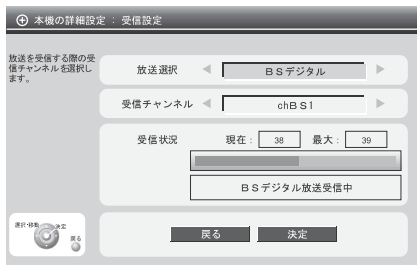 本機の詳細設定 : 受信設定
放送を受信する際の受
信チャンネルを選択し
ます。
放送選択 BSデジタル
受信チャンネル chBS1
受信状況 現在: 38 最大: 39
BSデジタル放送受信中
選択・移動 決定
戻る
戻る 決定